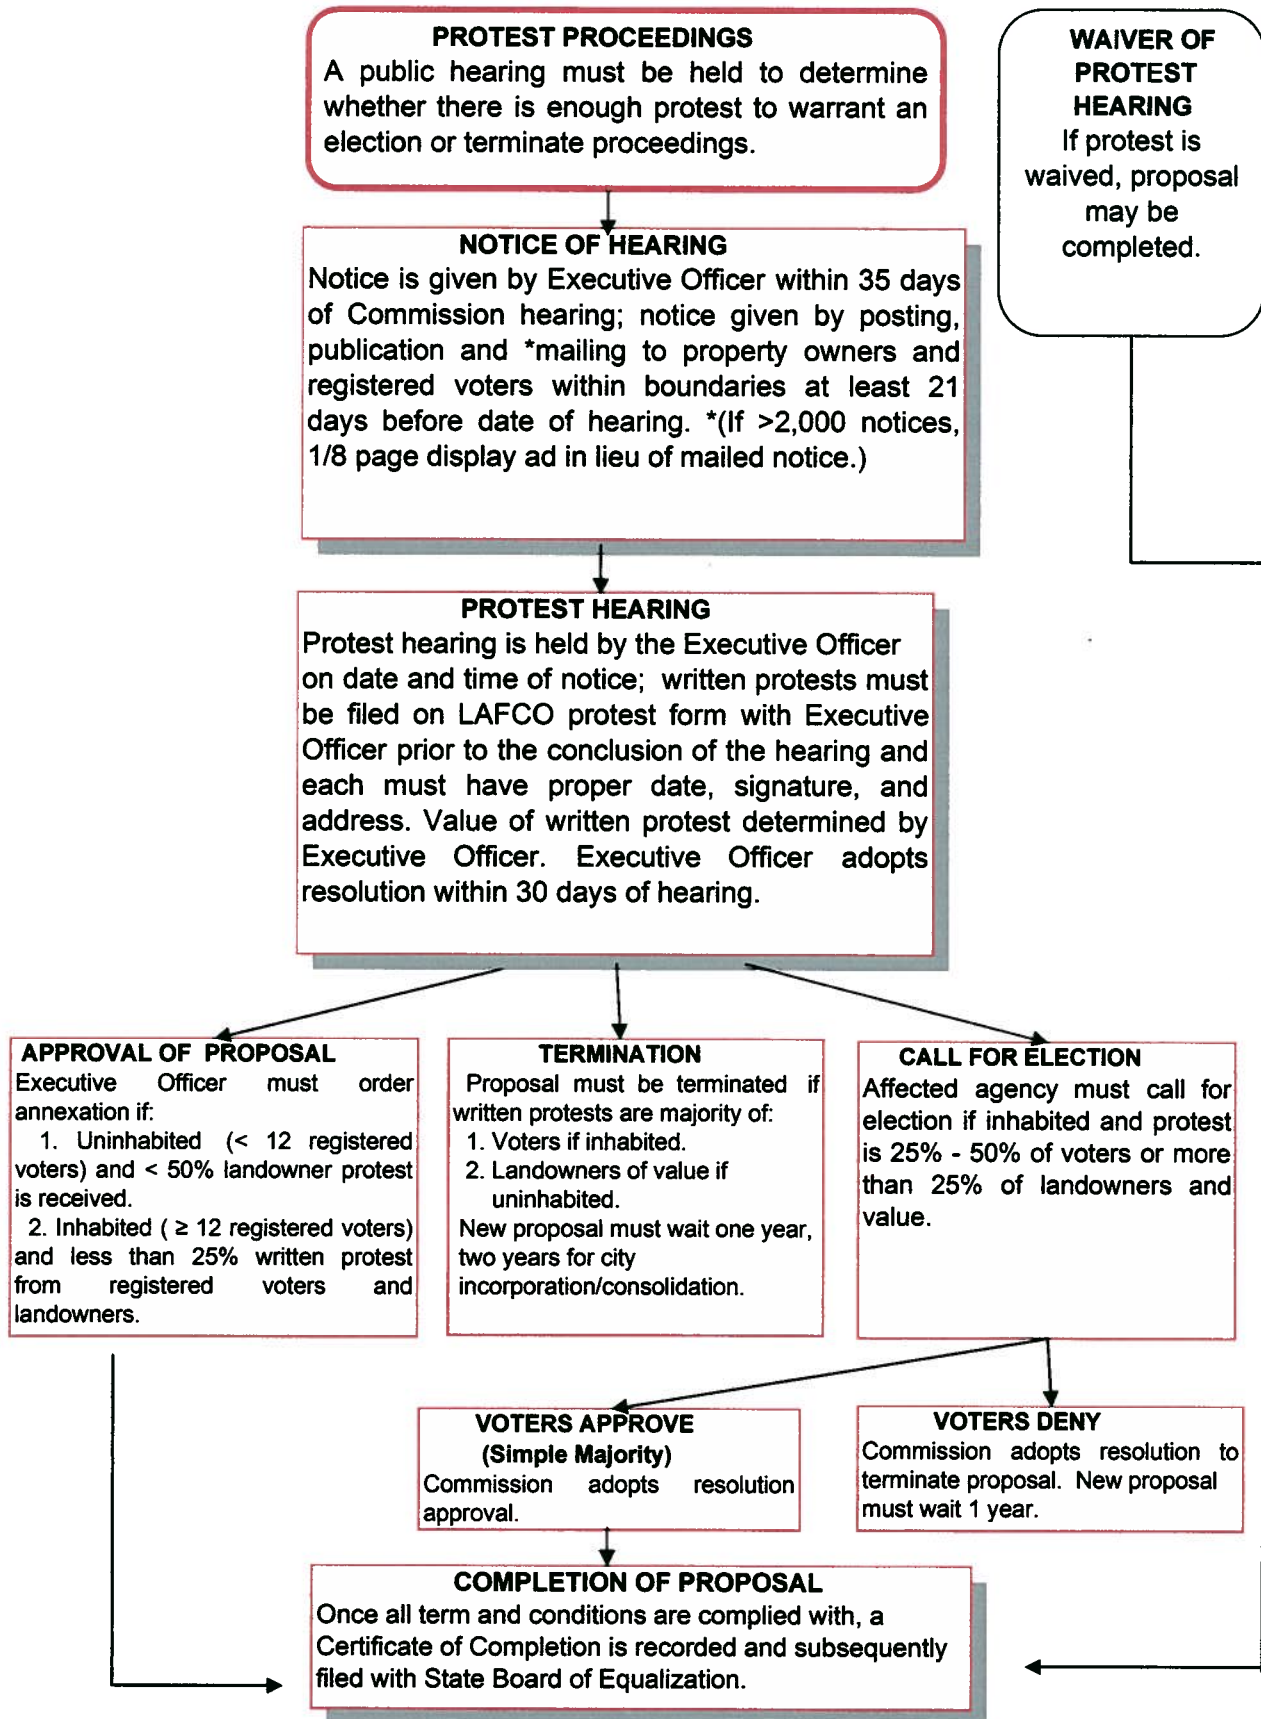 PROTEST PROCEEDINGS
A public hearing must be held to determine
whether there is enough protest to warrant an
election or terminate proceedings.
WAIVER OF
PROTEST
HEARING
If protest is
waived, proposal
may be
completed.
NOTICE OF HEARING
Notice is given by Executive Officer within 35 days
of Commission hearing; notice given by posting,
publication and *mailing to property owners and
registered voters within boundaries at least 21
days before date of hearing. *(If >2,000 notices,
1/8 page display ad in lieu of mailed notice.)
PROTEST HEARING
Protest hearing is held by the Executive Officer
on date and time of notice; written protests must
be filed on LAFCO protest form with Executive
Officer prior to the conclusion of the hearing and
each must have proper date, signature, and
address. Value of written protest determined by
Executive Officer. Executive Officer adopts
resolution within 30 days of hearing.
APPROVAL OF PROPOSAL
Executive Officer must order
annexation if:
1. Uninhabited (< 12 registered
voters) and < 50% landowner protest
is received.
2. Inhabited ( ≥ 12 registered voters)
and less than 25% written protest
from registered voters and
landowners.
TERMINATION
Proposal must be terminated if
written protests are majority of:
1. Voters if inhabited.
2. Landowners of value if
uninhabited.
New proposal must wait one year,
two years for city
incorporation/consolidation.
CALL FOR ELECTION
Affected agency must call for
election if inhabited and protest
is 25% - 50% of voters or more
than 25% of landowners and
value.
VOTERS APPROVE
(Simple Majority)
Commission adopts resolution
approval.
VOTERS DENY
Commission adopts resolution to
terminate proposal. New proposal
must wait 1 year.
COMPLETION OF PROPOSAL
Once all term and conditions are complied with, a
Certificate of Completion is recorded and subsequently
filed with State Board of Equalization.